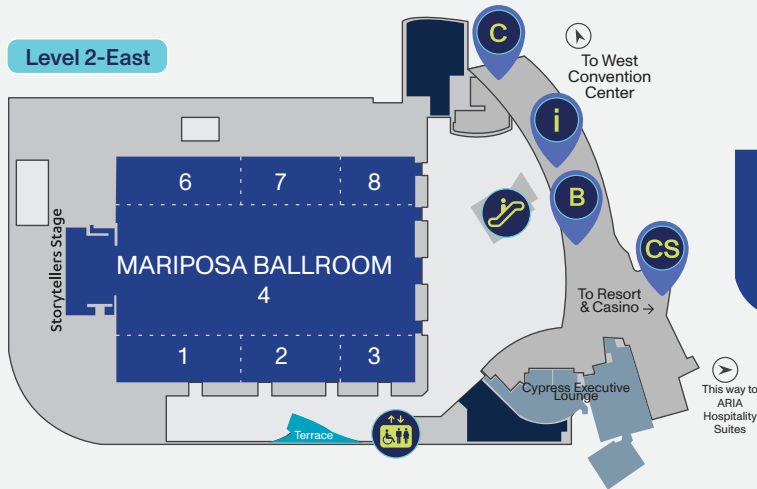 Level 2-East
C
To West
Convention
Center
i
B
CS
To Resort
& Casino →
6
7
8
Storytellers Stage
MARIPOSA BALLROOM
4
1
2
3
Cypress Executive
Lounge
This way to
ARIA
Hospitality
Suites
Terrace